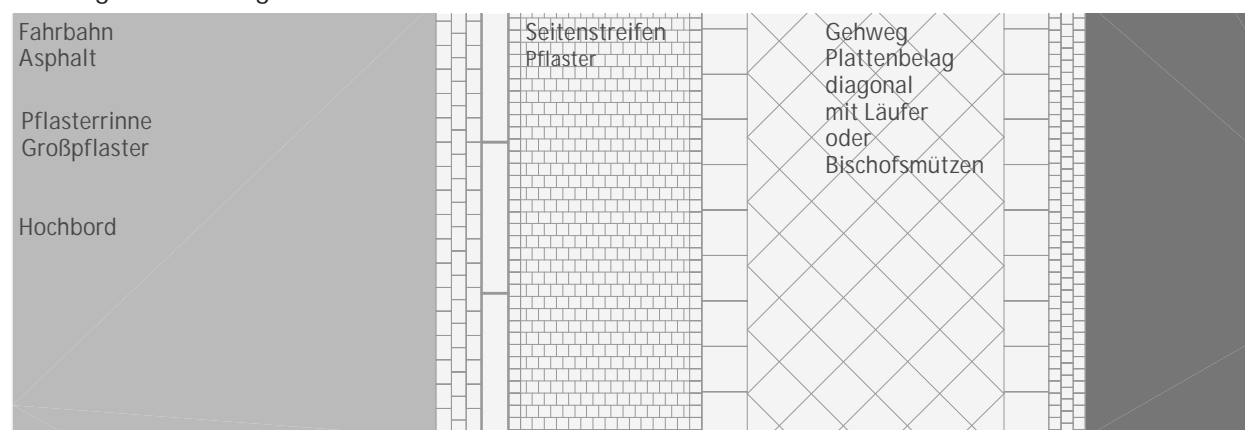 Fahrbahn
Asphalt
Pflasterrinne
Großpflaster
Hochbord
Seitenstreifen
Pflaster
Gehweg
Plattenbelag
diagonal
mit Läufer
oder
Bischofsmützen